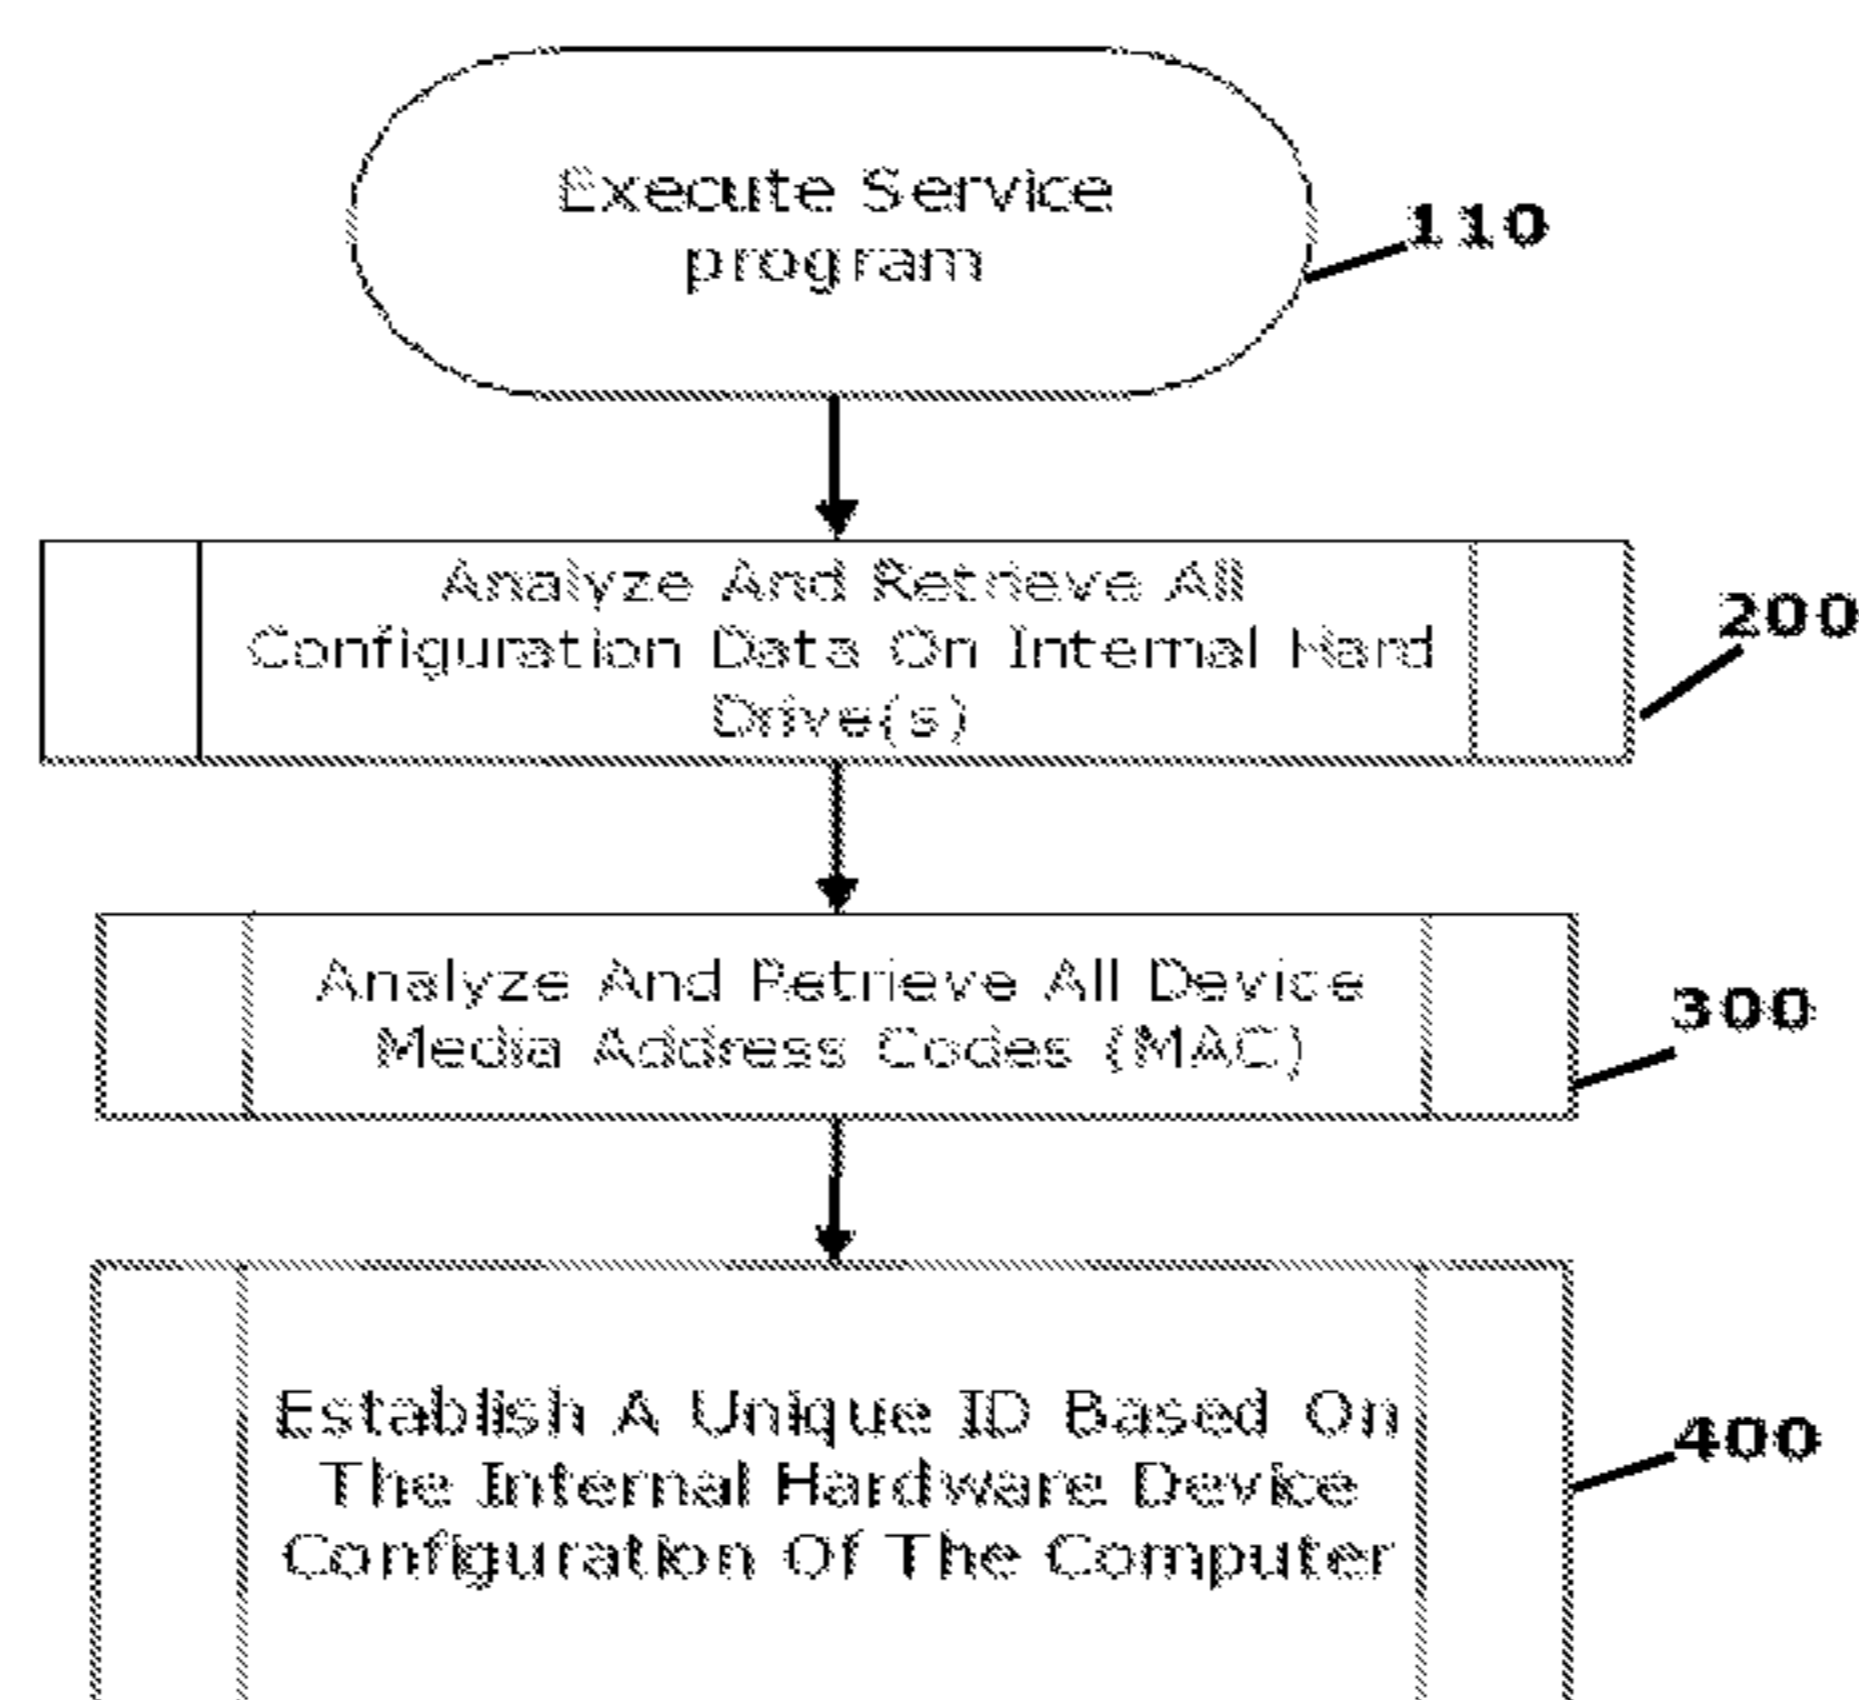 Execute Service
program
110
Analyze And Retrieve All
Configuration Data On Internal Hard
Drive(s)
200
Analyze And Retrieve All Device
Media Address Codes (MAC)
300
Establish A Unique ID Based On
The Internal Hardware Device
Configuration Of The Computer
400